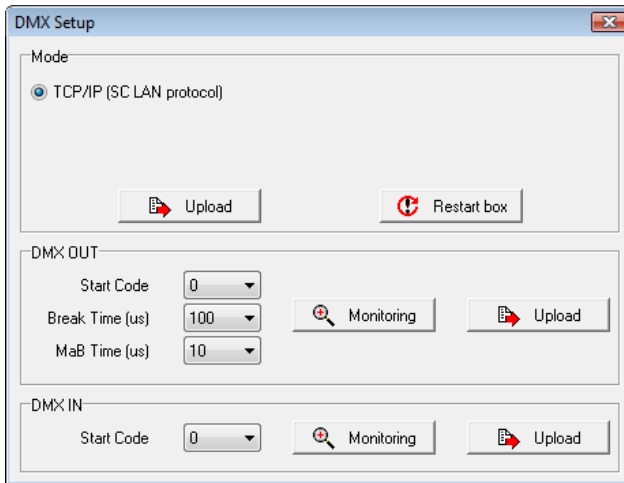 DMX Setup
Mode
TCP/IP (SC LAN protocol)
Upload
Restart box
DMX OUT
Start Code 0
Break Time (us) 100
Monitoring
Upload
MaB Time (us) 10
DMX IN
Start Code 0 Monitoring Upload